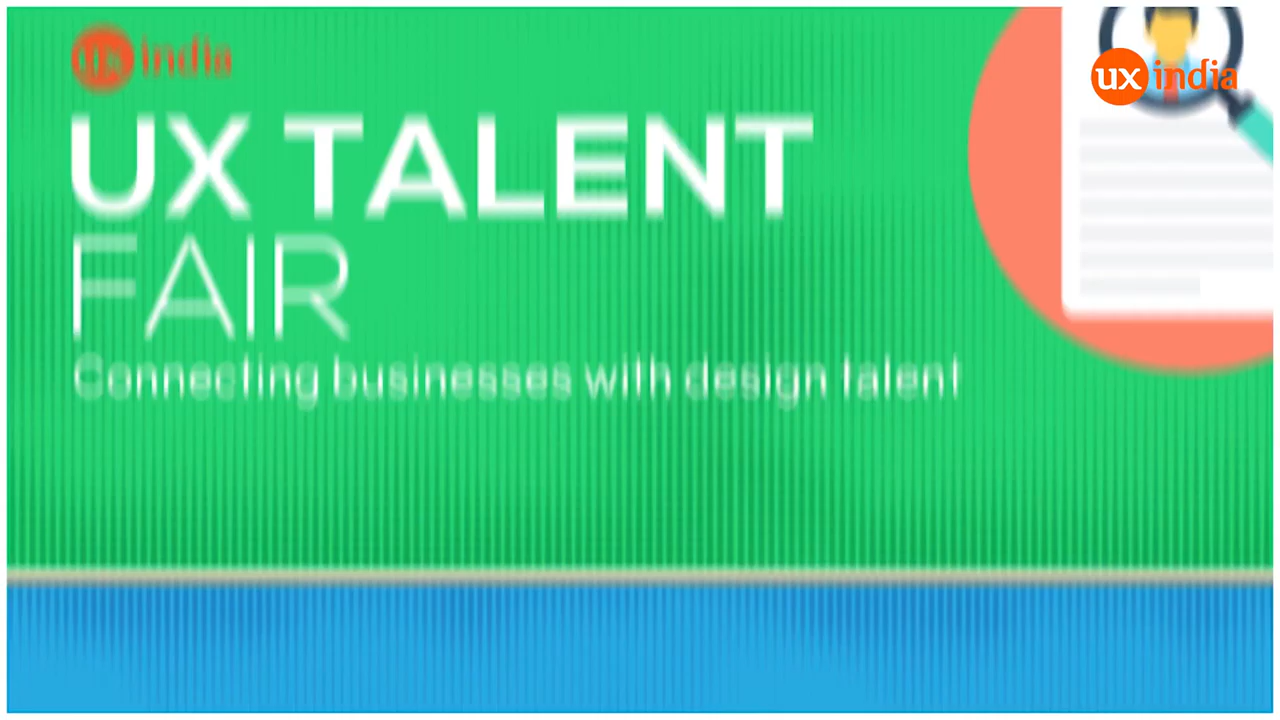 ux india
ux india
UX TALENT
FAIR
Connecting businesses with design talent